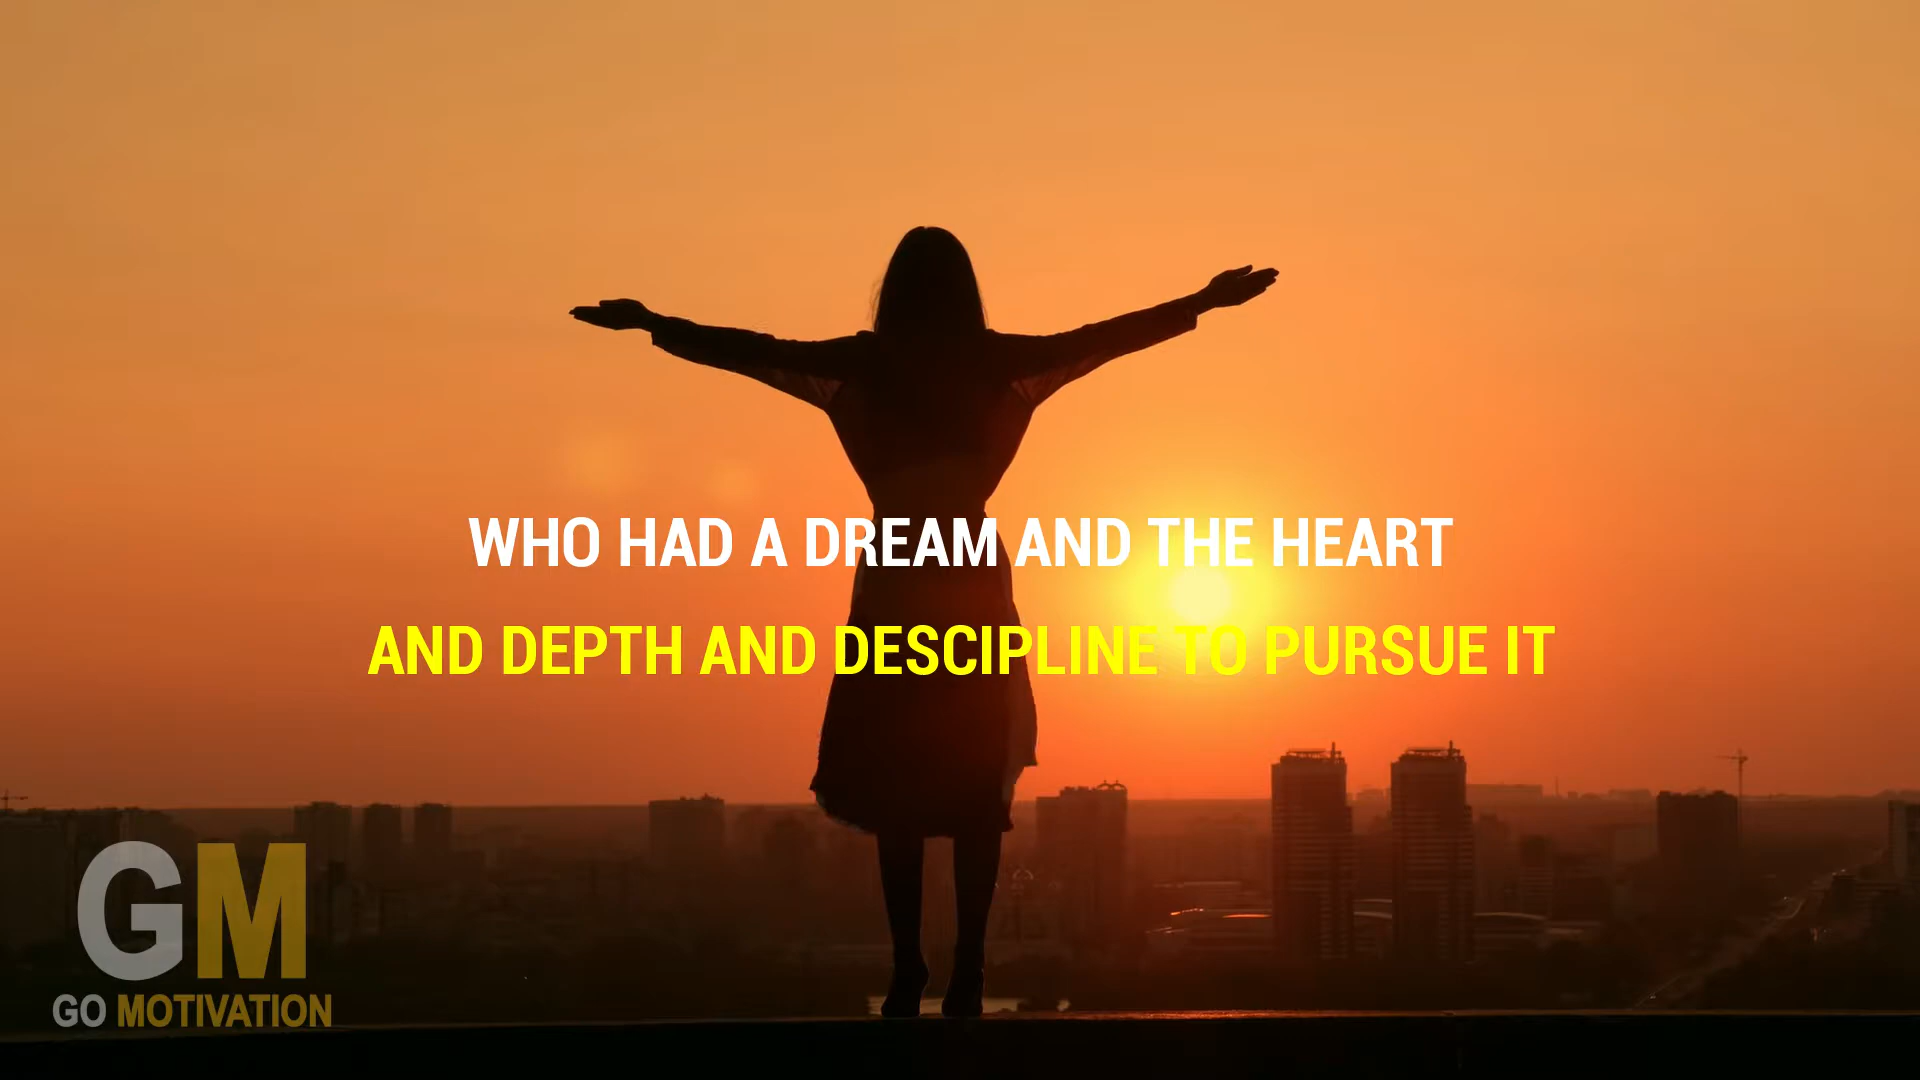 WHO HAD A DREAM AND THE HEART
AND DEPTH AND DESCIPLINE TO PURSUE IT
GM
GO MOTIVATION